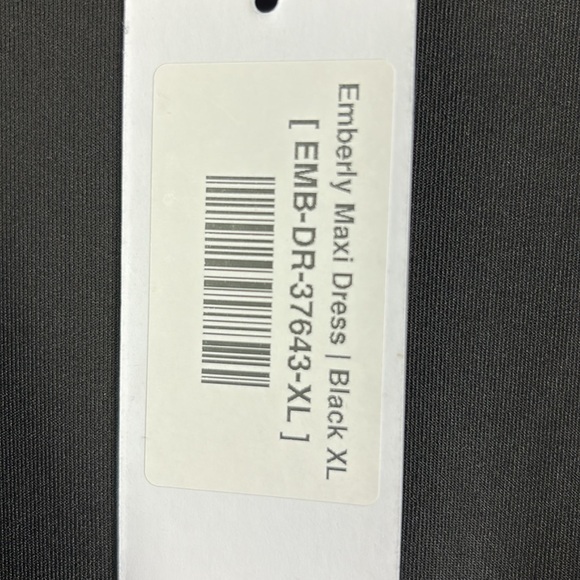 Emberly Maxi Dress | Black XL
[ EMB-DR-37643-XL ]